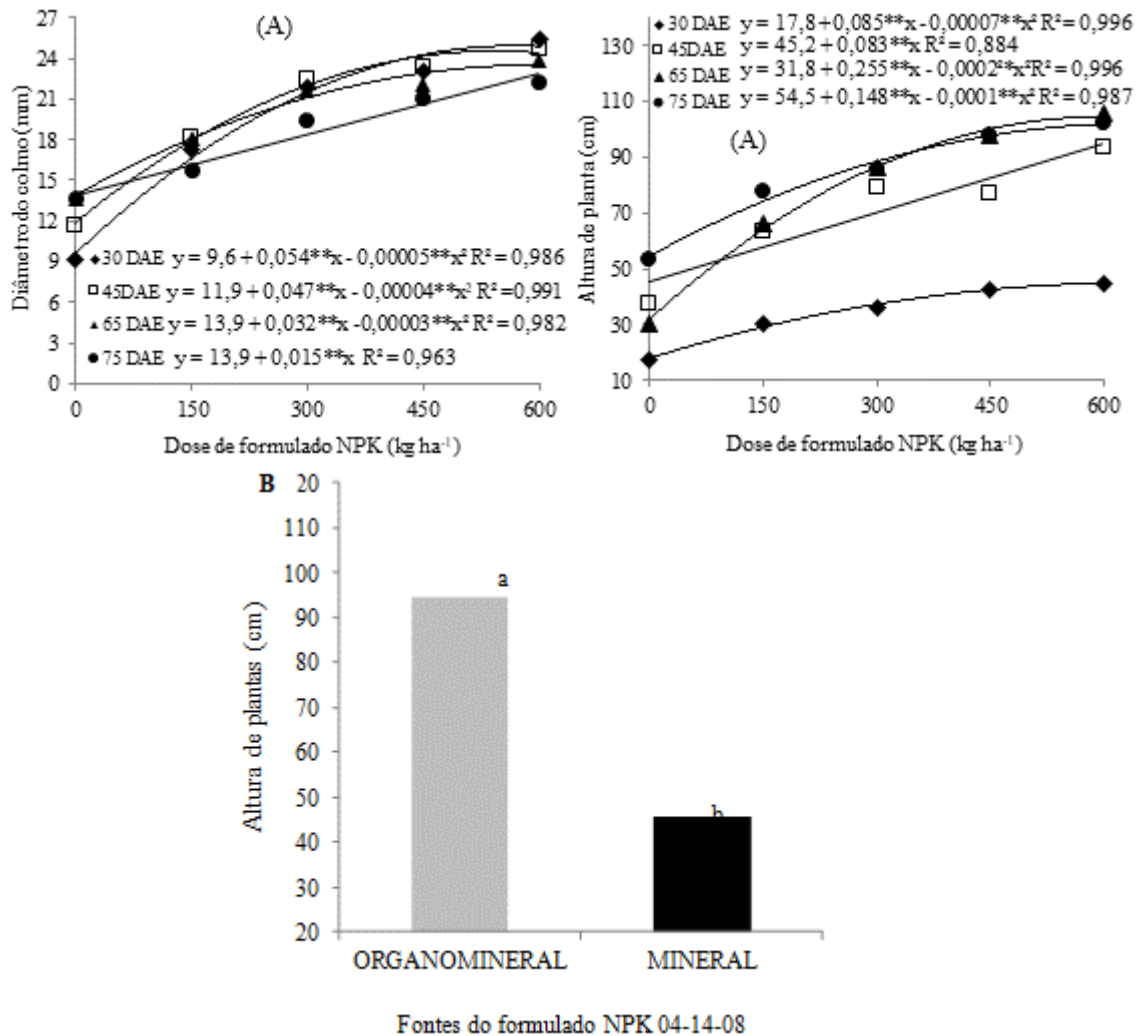 (A)
Diâmetro do colmo (mm)
27
24
21
18
15
12
9
6
3
0
30 DAE y = 9,6 + 0,054**x - 0,00005**x² R² = 0,986
45DAE y = 11,9 + 0,047**x - 0,00004**x² R² = 0,991
65 DAE y = 13,9 + 0,032**x -0,00003**x² R² = 0,982
75 DAE y = 13,9 + 0,015**x R² = 0,963
0 150 300 450 600
Dose de formulado NPK (kg ha⁻¹)
30 DAE y = 17,8 + 0,085**x - 0,00007**x² R² = 0,996
45DAE y = 45,2 + 0,083**x R² = 0,884
65 DAE y = 31,8 + 0,255**x - 0,0002**x² R² = 0,996
75 DAE y = 54,5 + 0,148**x - 0,0001**x² R² = 0,987
(A)
Altura de planta (cm)
130
110
90
70
50
30
10
0 150 300 450 600
Dose de formulado NPK (kg ha⁻¹)
B
Altura de plantas (cm)
20
110
100
90
80
70
60
50
40
30
20
a
b
ORGANOMINERAL MINERAL
Fontes do formulado NPK 04-14-08